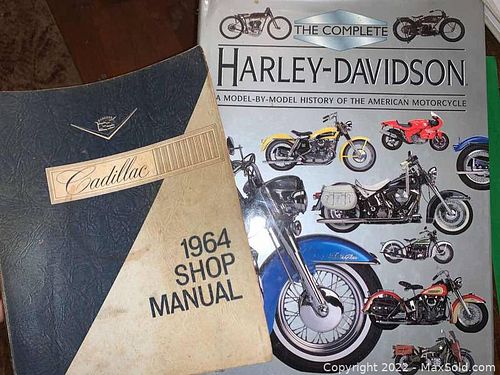 Cadillac
1964
SHOP
MANUAL
THE COMPLETE
HARLEY-DAVIDSON
A MODEL-BY-MODEL HISTORY OF THE AMERICAN MOTORCYCLE
Copyright 2022 - MaxSold.com